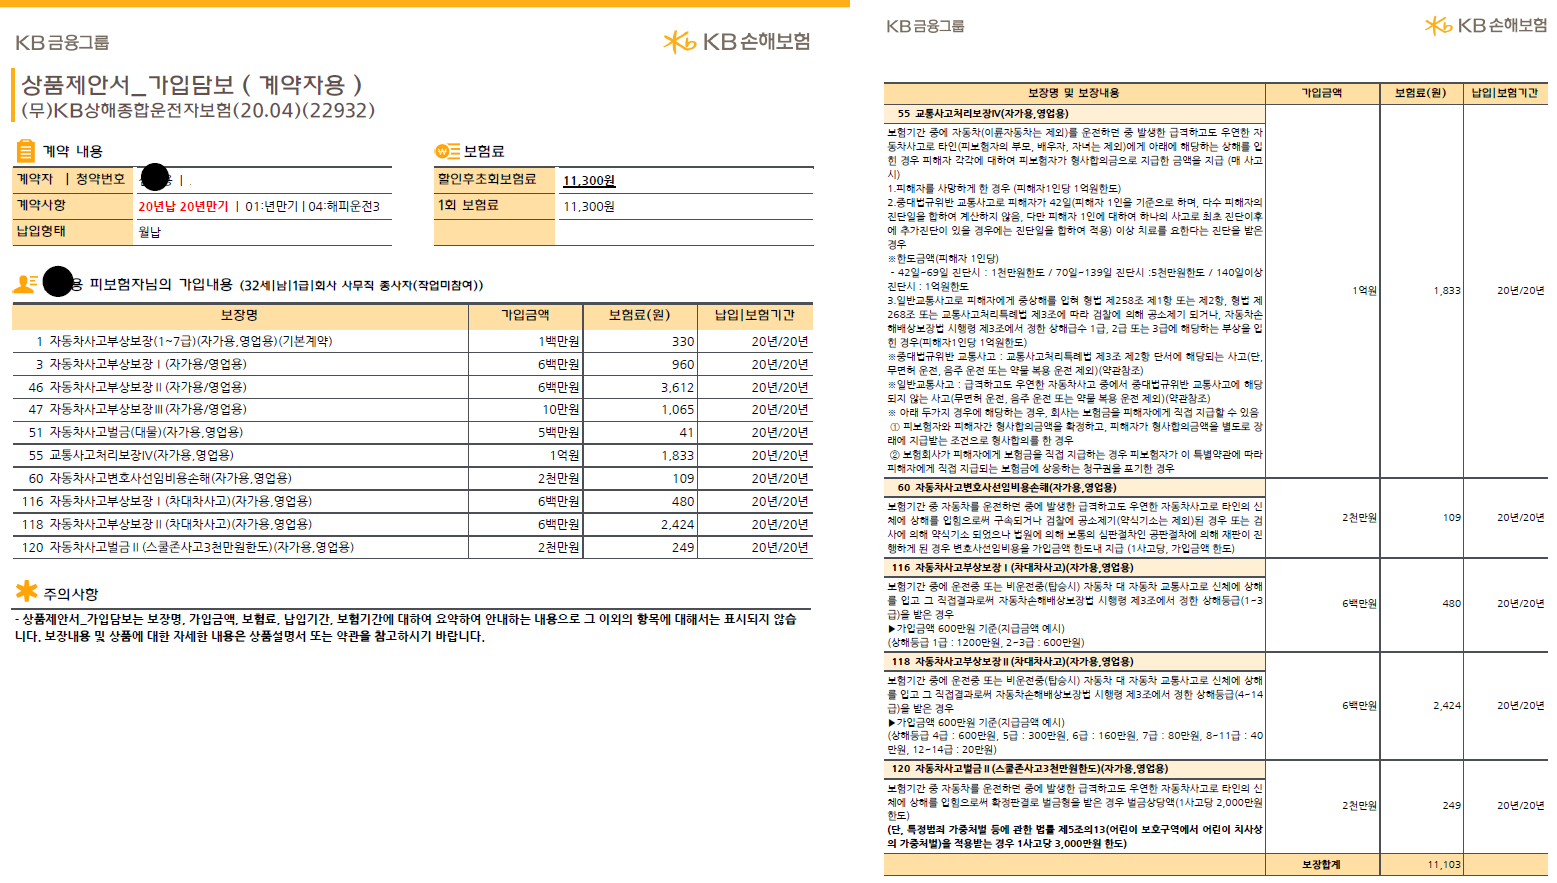 KB금융그룹
KB손해보험
상품제안서_가입담보 ( 계약자용 )
(무)KB상해종합운전자보험(20.04)(22932)
계약 내용
계약자 | 청약번호
용 |
계약사항 20년납 20년만기 | 01:년만기 | 04:해피운전3
납입형태 월납
보험료
할인후초회보험료 11,300원
1회 보험료 11,300원
용 피보험자님의 가입내용 (32세|남|1급|회사 사무직 종사자(작업미참여))
보장명 가입금액 보험료(원) 납입|보험기간
1 자동차사고부상보장(1~7급)(자가용,영업용)(기본계약) 1백만원 330 20년/20년
3 자동차사고부상보장Ⅰ(자가용/영업용) 6백만원 960 20년/20년
46 자동차사고부상보장Ⅱ(자가용/영업용) 6백만원 3,612 20년/20년
47 자동차사고부상보장Ⅲ(자가용/영업용) 10만원 1,065 20년/20년
51 자동차사고벌금(대물)(자가용,영업용) 5백만원 41 20년/20년
55 교통사고처리보장Ⅳ(자가용,영업용) 1억원 1,833 20년/20년
60 자동차사고변호사선임비용손해(자가용,영업용) 2천만원 109 20년/20년
116 자동차사고부상보장Ⅰ(차대차사고)(자가용,영업용) 6백만원 480 20년/20년
118 자동차사고부상보장Ⅱ(차대차사고)(자가용,영업용) 6백만원 2,424 20년/20년
120 자동차사고벌금Ⅱ(스쿨존사고3천만원한도)(자가용,영업용) 2천만원 249 20년/20년
주의사항
- 상품제안서_가입담보는 보장명, 가입금액, 보험료, 납입기간, 보험기간에 대하여 요약하여 안내하는 내용으로 그 이외의 항목에 대해서는 표시되지 않습
니다. 보장내용 및 상품에 대한 자세한 내용은 상품설명서 또는 약관을 참고하시기 바랍니다.
KB금융그룹
KB손해보험
보장명 및 보장내용 가입금액 보험료(원) 납입|보험기간
55 교통사고처리보장Ⅳ(자가용,영업용)
보험기간 중에 자동차(이륜자동차는 제외)를 운전하던 중 발생한 급격하고도 우연한 자
동차사고로 타인(피보험자의 부모, 배우자, 자녀는 제외)에게 아래에 해당하는 상해를 입
힌 경우 피해자 각각에 대하여 피보험자가 형사합의금으로 지급한 금액을 지급 (매 사고
시)
1.피해자를 사망하게 한 경우 (피해자1인당 1억원한도)
2.중대법규위반 교통사고로 피해자가 42일(피해자 1인을 기준으로 하며, 다수 피해자의
진단일을 합하여 계산하지 않음, 다만 피해자 1인에 대하여 하나의 사고로 최초 진단이후
에 추가진단이 있을 경우에는 진단일을 합하여 적용) 이상 치료를 요한다는 진단을 받은
경우
※한도금액(피해자 1인당)
- 42일~69일 진단시 : 1천만원한도 / 70일~139일 진단시 :5천만원한도 / 140일이상
진단시 : 1억원한도
3.일반교통사고로 피해자에게 중상해를 입혀 형법 제258조 제1항 또는 제2항, 형법 제
268조 또는 교통사고처리특례법 제3조에 따라 검찰에 의해 공소제기 되거나, 자동차손
해배상보장법 시행령 제3조에서 정한 상해급수 1급, 2급 또는 3급에 해당하는 부상을 입
힌 경우(피해자1인당 1억원한도)
※중대법규위반 교통사고 : 교통사고처리특례법 제3조 제2항 단서에 해당되는 사고(단,
무면허 운전, 음주 운전 또는 약물 복용 운전 제외)(약관참조)
※일반교통사고 : 급격하고도 우연한 자동차사고 중에서 중대법규위반 교통사고에 해당
되지 않는 사고(무면허 운전, 음주 운전 또는 약물 복용 운전 제외)(약관참조)
※ 아래 두가지 경우에 해당하는 경우, 회사는 보험금을 피해자에게 직접 지급할 수 있음
① 피보험자와 피해자간 형사합의금액을 확정하고, 피해자가 형사합의금액을 별도로 장
래에 지급받는 조건으로 형사합의를 한 경우
② 보험회사가 피해자에게 보험금을 직접 지급하는 경우 피보험자가 이 특별약관에 따라
피해자에게 직접 지급되는 보험금에 상응하는 청구권을 포기한 경우
1억원 1,833 20년/20년
60 자동차사고변호사선임비용손해(자가용,영업용)
보험기간 중 자동차를 운전하던 중에 발생한 급격하고도 우연한 자동차사고로 타인의 신
체에 상해를 입힘으로써 구속되거나 검찰에 공소제기(약식기소는 제외)된 경우 또는 검
사에 의해 약식기소 되었으나 법원에 의해 보통의 심판절차인 공판절차에 의해 재판이 진
행하게 된 경우 변호사선임비용을 가입금액 한도내 지급 (1사고당, 가입금액 한도)
2천만원 109 20년/20년
116 자동차사고부상보장Ⅰ(차대차사고)(자가용,영업용)
보험기간 중에 운전중 또는 비운전중(탑승시) 자동차 대 자동차 교통사고로 신체에 상해
를 입고 그 직접결과로써 자동차손해배상보장법 시행령 제3조에서 정한 상해등급(1~3
급)을 받은 경우
▶가입금액 600만원 기준(지급금액 예시)
(상해등급 1급 : 1200만원, 2~3급 : 600만원)
6백만원 480 20년/20년
118 자동차사고부상보장Ⅱ(차대차사고)(자가용,영업용)
보험기간 중에 운전중 또는 비운전중(탑승시) 자동차 대 자동차 교통사고로 신체에 상해
를 입고 그 직접결과로써 자동차손해배상보장법 시행령 제3조에서 정한 상해등급(4~14
급)을 받은 경우
▶가입금액 600만원 기준(지급금액 예시)
(상해등급 4급 : 600만원, 5급 : 300만원, 6급 : 160만원, 7급 : 80만원, 8~11급 : 40
만원, 12~14급 : 20만원)
6백만원 2,424 20년/20년
120 자동차사고벌금Ⅱ(스쿨존사고3천만원한도)(자가용,영업용)
보험기간 중 자동차를 운전하던 중에 발생한 급격하고도 우연한 자동차사고로 타인의 신
체에 상해를 입힘으로써 확정판결로 벌금형을 받은 경우 벌금상당액(1사고당 2,000만원
한도)
(단, 특정범죄 가중처벌 등에 관한 법률 제5조의13(어린이 보호구역에서 어린이 치사상
의 가중처벌)을 적용받는 경우 1사고당 3,000만원 한도)
2천만원 249 20년/20년
보장합계 11,103